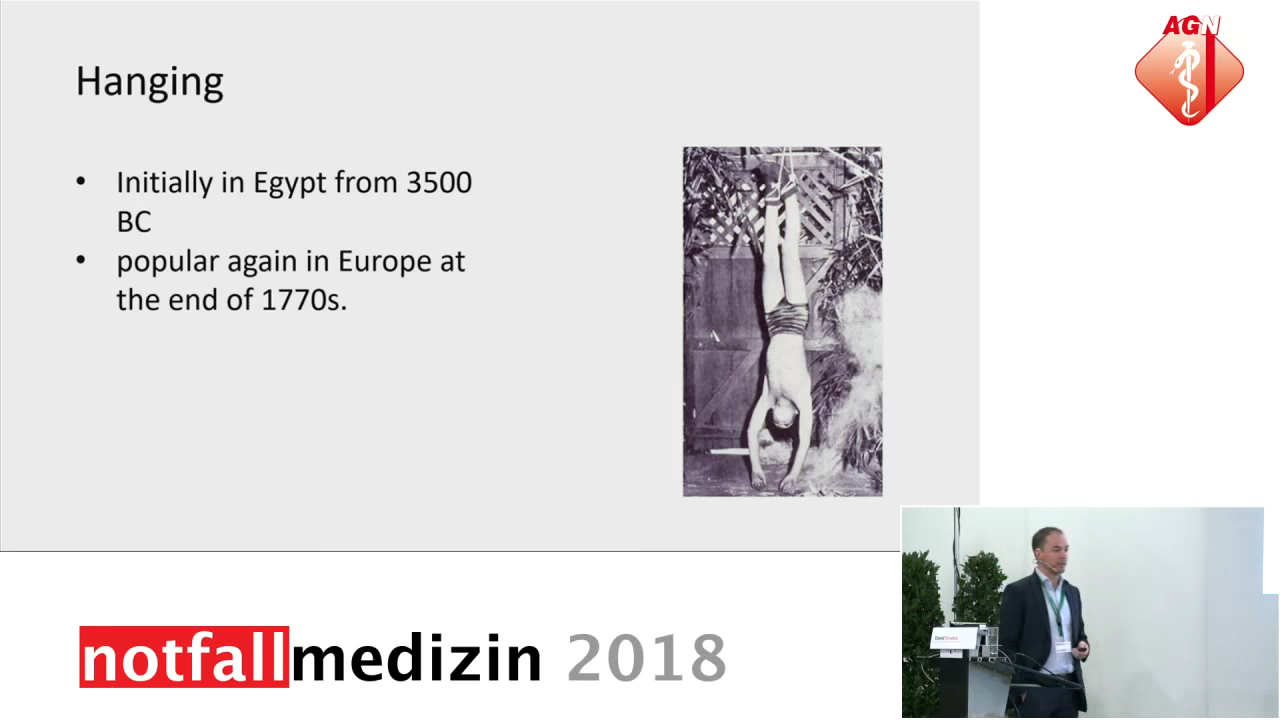 AGN
Hanging
• Initially in Egypt from 3500
BC
• popular again in Europe at
the end of 1770s.
notfallmedizin 2018